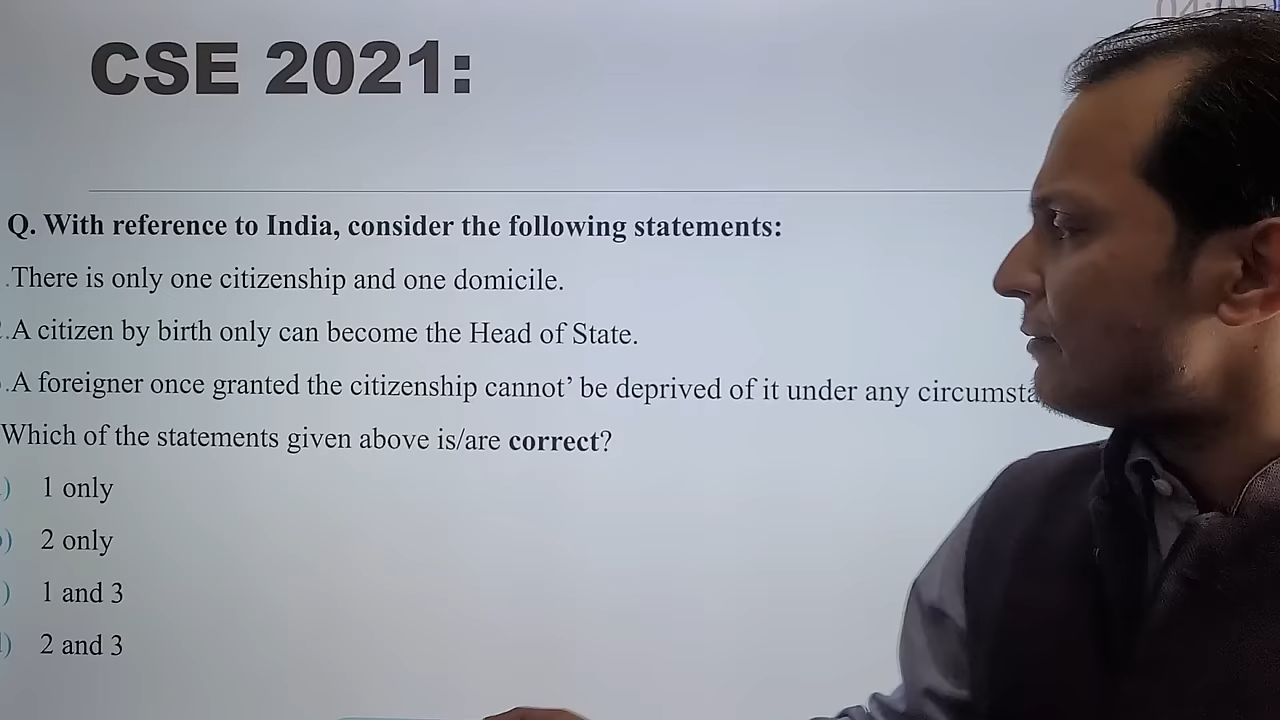 CSE 2021:
Q. With reference to India, consider the following statements:
.There is only one citizenship and one domicile.
.A citizen by birth only can become the Head of State.
.A foreigner once granted the citizenship cannot’ be deprived of it under any
Which of the statements given above is/are correct?
) 1 only
) 2 only
) 1 and 3
) 2 and 3